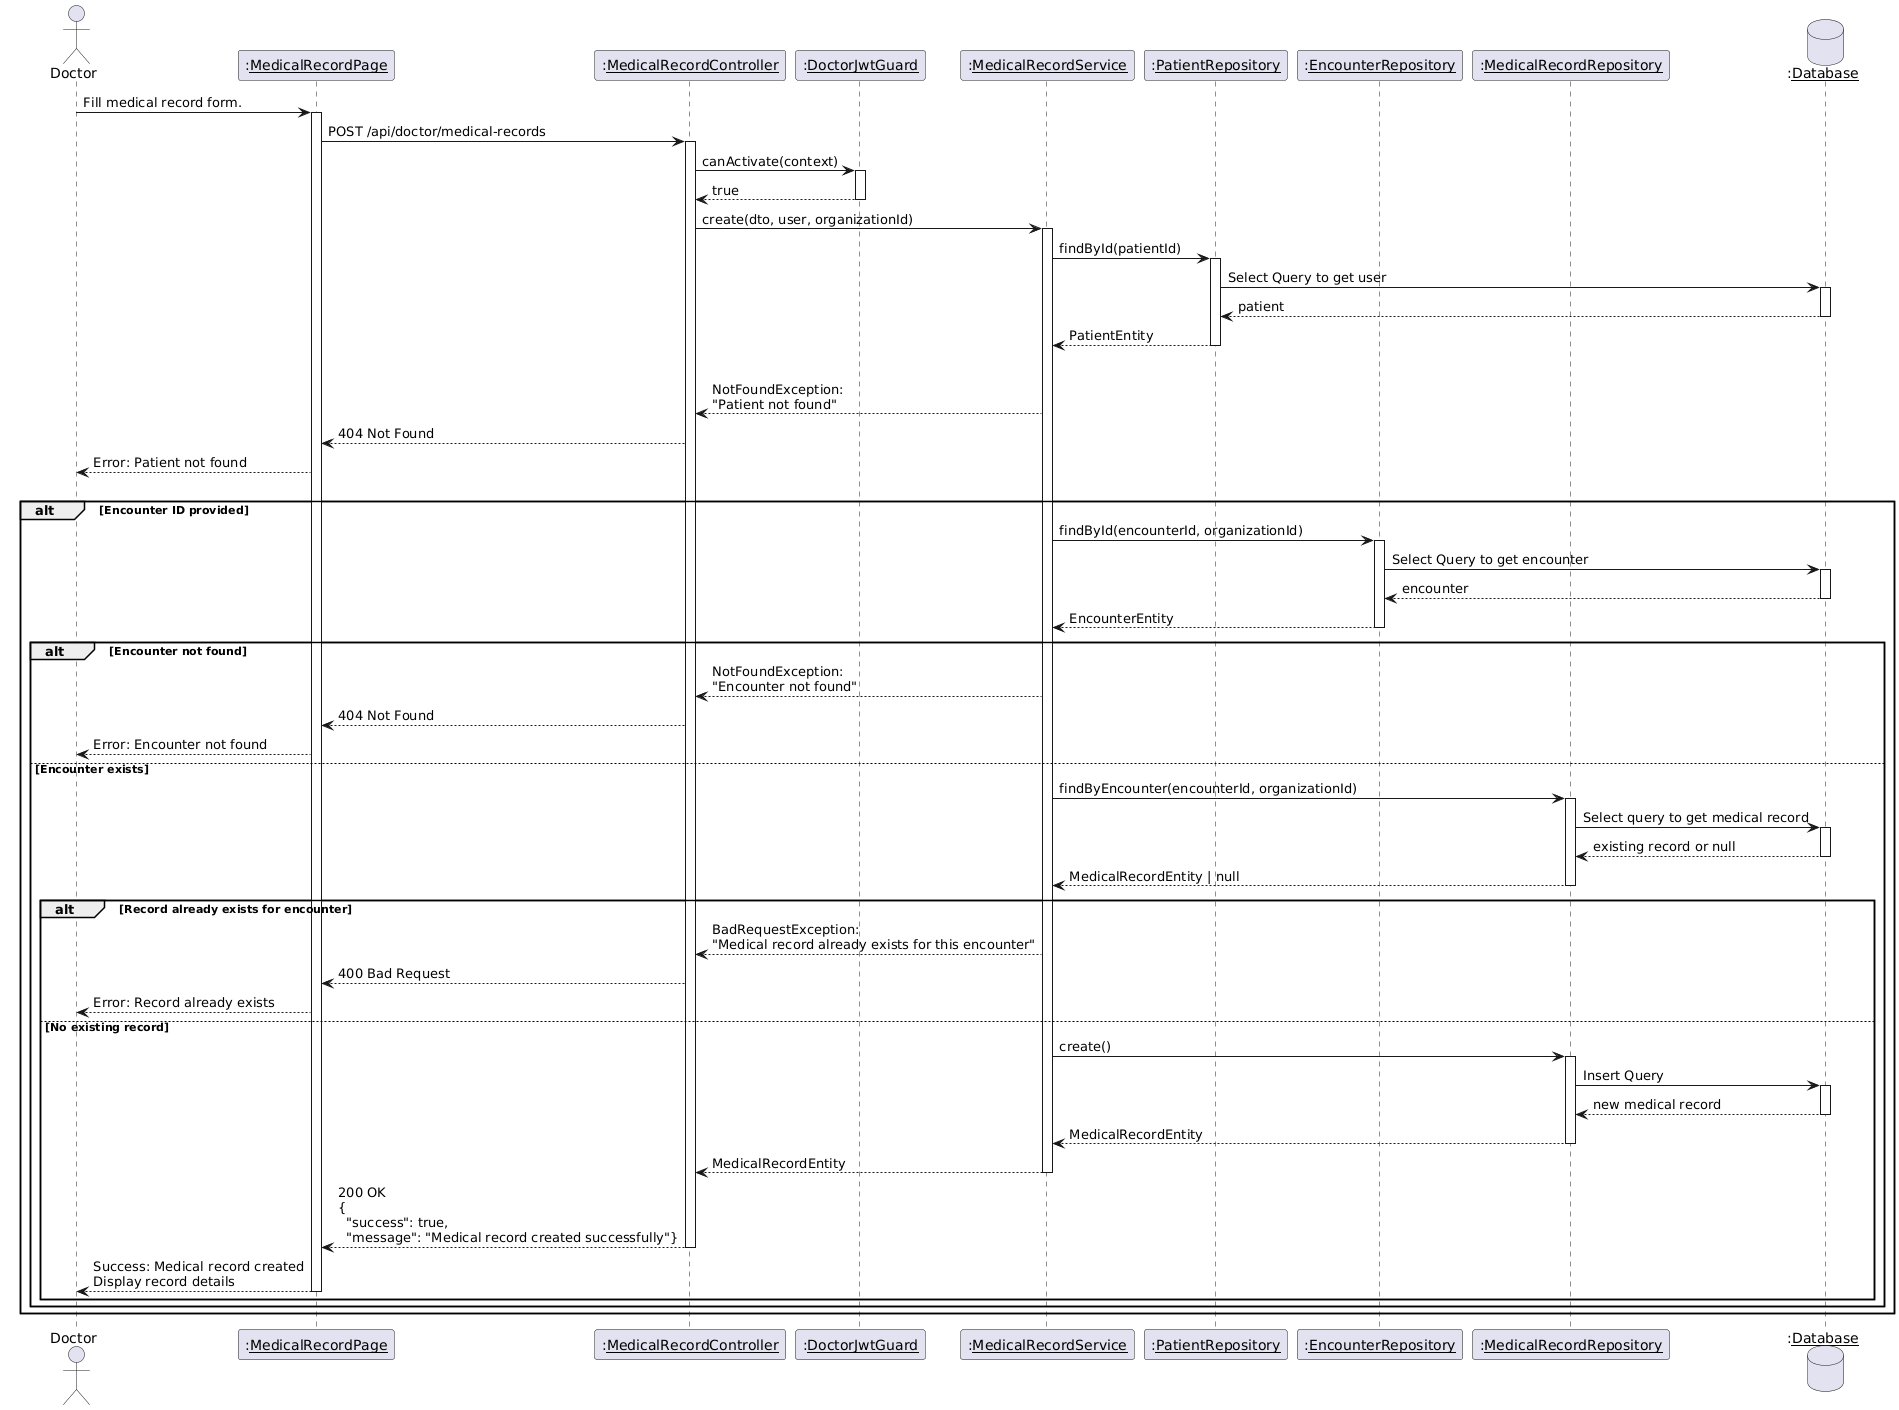 Doctor
:MedicalRecordPage
:MedicalRecordController
:DoctorJwtGuard
:MedicalRecordService
:PatientRepository
:EncounterRepository
:MedicalRecordRepository
:Database
Fill medical record form.
POST /api/doctor/medical-records
canActivate(context)
true
create(dto, user, organizationId)
findById(patientId)
Select Query to get user
patient
PatientEntity
NotFoundException:
"Patient not found"
404 Not Found
Error: Patient not found
alt [Encounter ID provided]
findById(encounterId, organizationId)
Select Query to get encounter
encounter
EncounterEntity
alt [Encounter not found]
NotFoundException:
"Encounter not found"
404 Not Found
Error: Encounter not found
[Encounter exists]
findByEncounter(encounterId, organizationId)
Select query to get medical record
existing record or null
MedicalRecordEntity | null
alt [Record already exists for encounter]
BadRequestException:
"Medical record already exists for this encounter"
400 Bad Request
Error: Record already exists
[No existing record]
create()
Insert Query
new medical record
MedicalRecordEntity
MedicalRecordEntity
200 OK
{
"success": true,
"message": "Medical record created successfully"}
Success: Medical record created
Display record details
Doctor
:MedicalRecordPage
:MedicalRecordController
:DoctorJwtGuard
:MedicalRecordService
:PatientRepository
:EncounterRepository
:MedicalRecordRepository
:Database